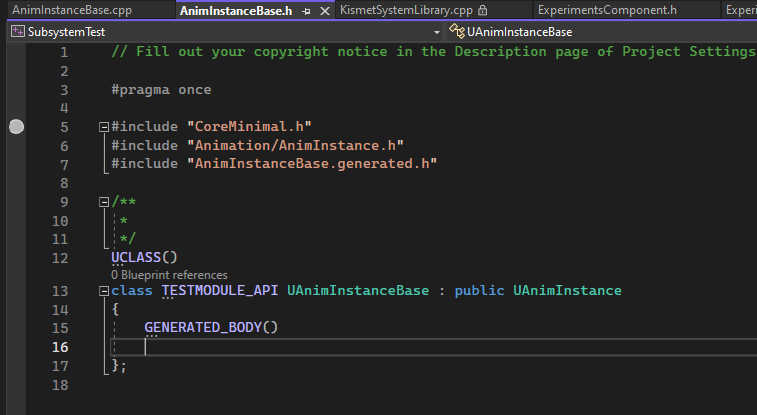 AnimInstanceBase.cpp AnimInstanceBase.h KismetSystemLibrary.cpp ExperimentsComponent.h
SubsystemTest UAnimInstanceBase
1 // Fill out your copyright notice in the Description page of Project Settings
2
3 #pragma once
4
5 #include "CoreMinimal.h"
6 #include "Animation/AnimInstance.h"
7 #include "AnimInstanceBase.generated.h"
8
9 /**
10 *
11 */
12 UCLASS()
0 Blueprint references
13 class TESTMODULE_API UAnimInstanceBase : public UAnimInstance
14 {
15 GENERATED_BODY()
16
17 };
18